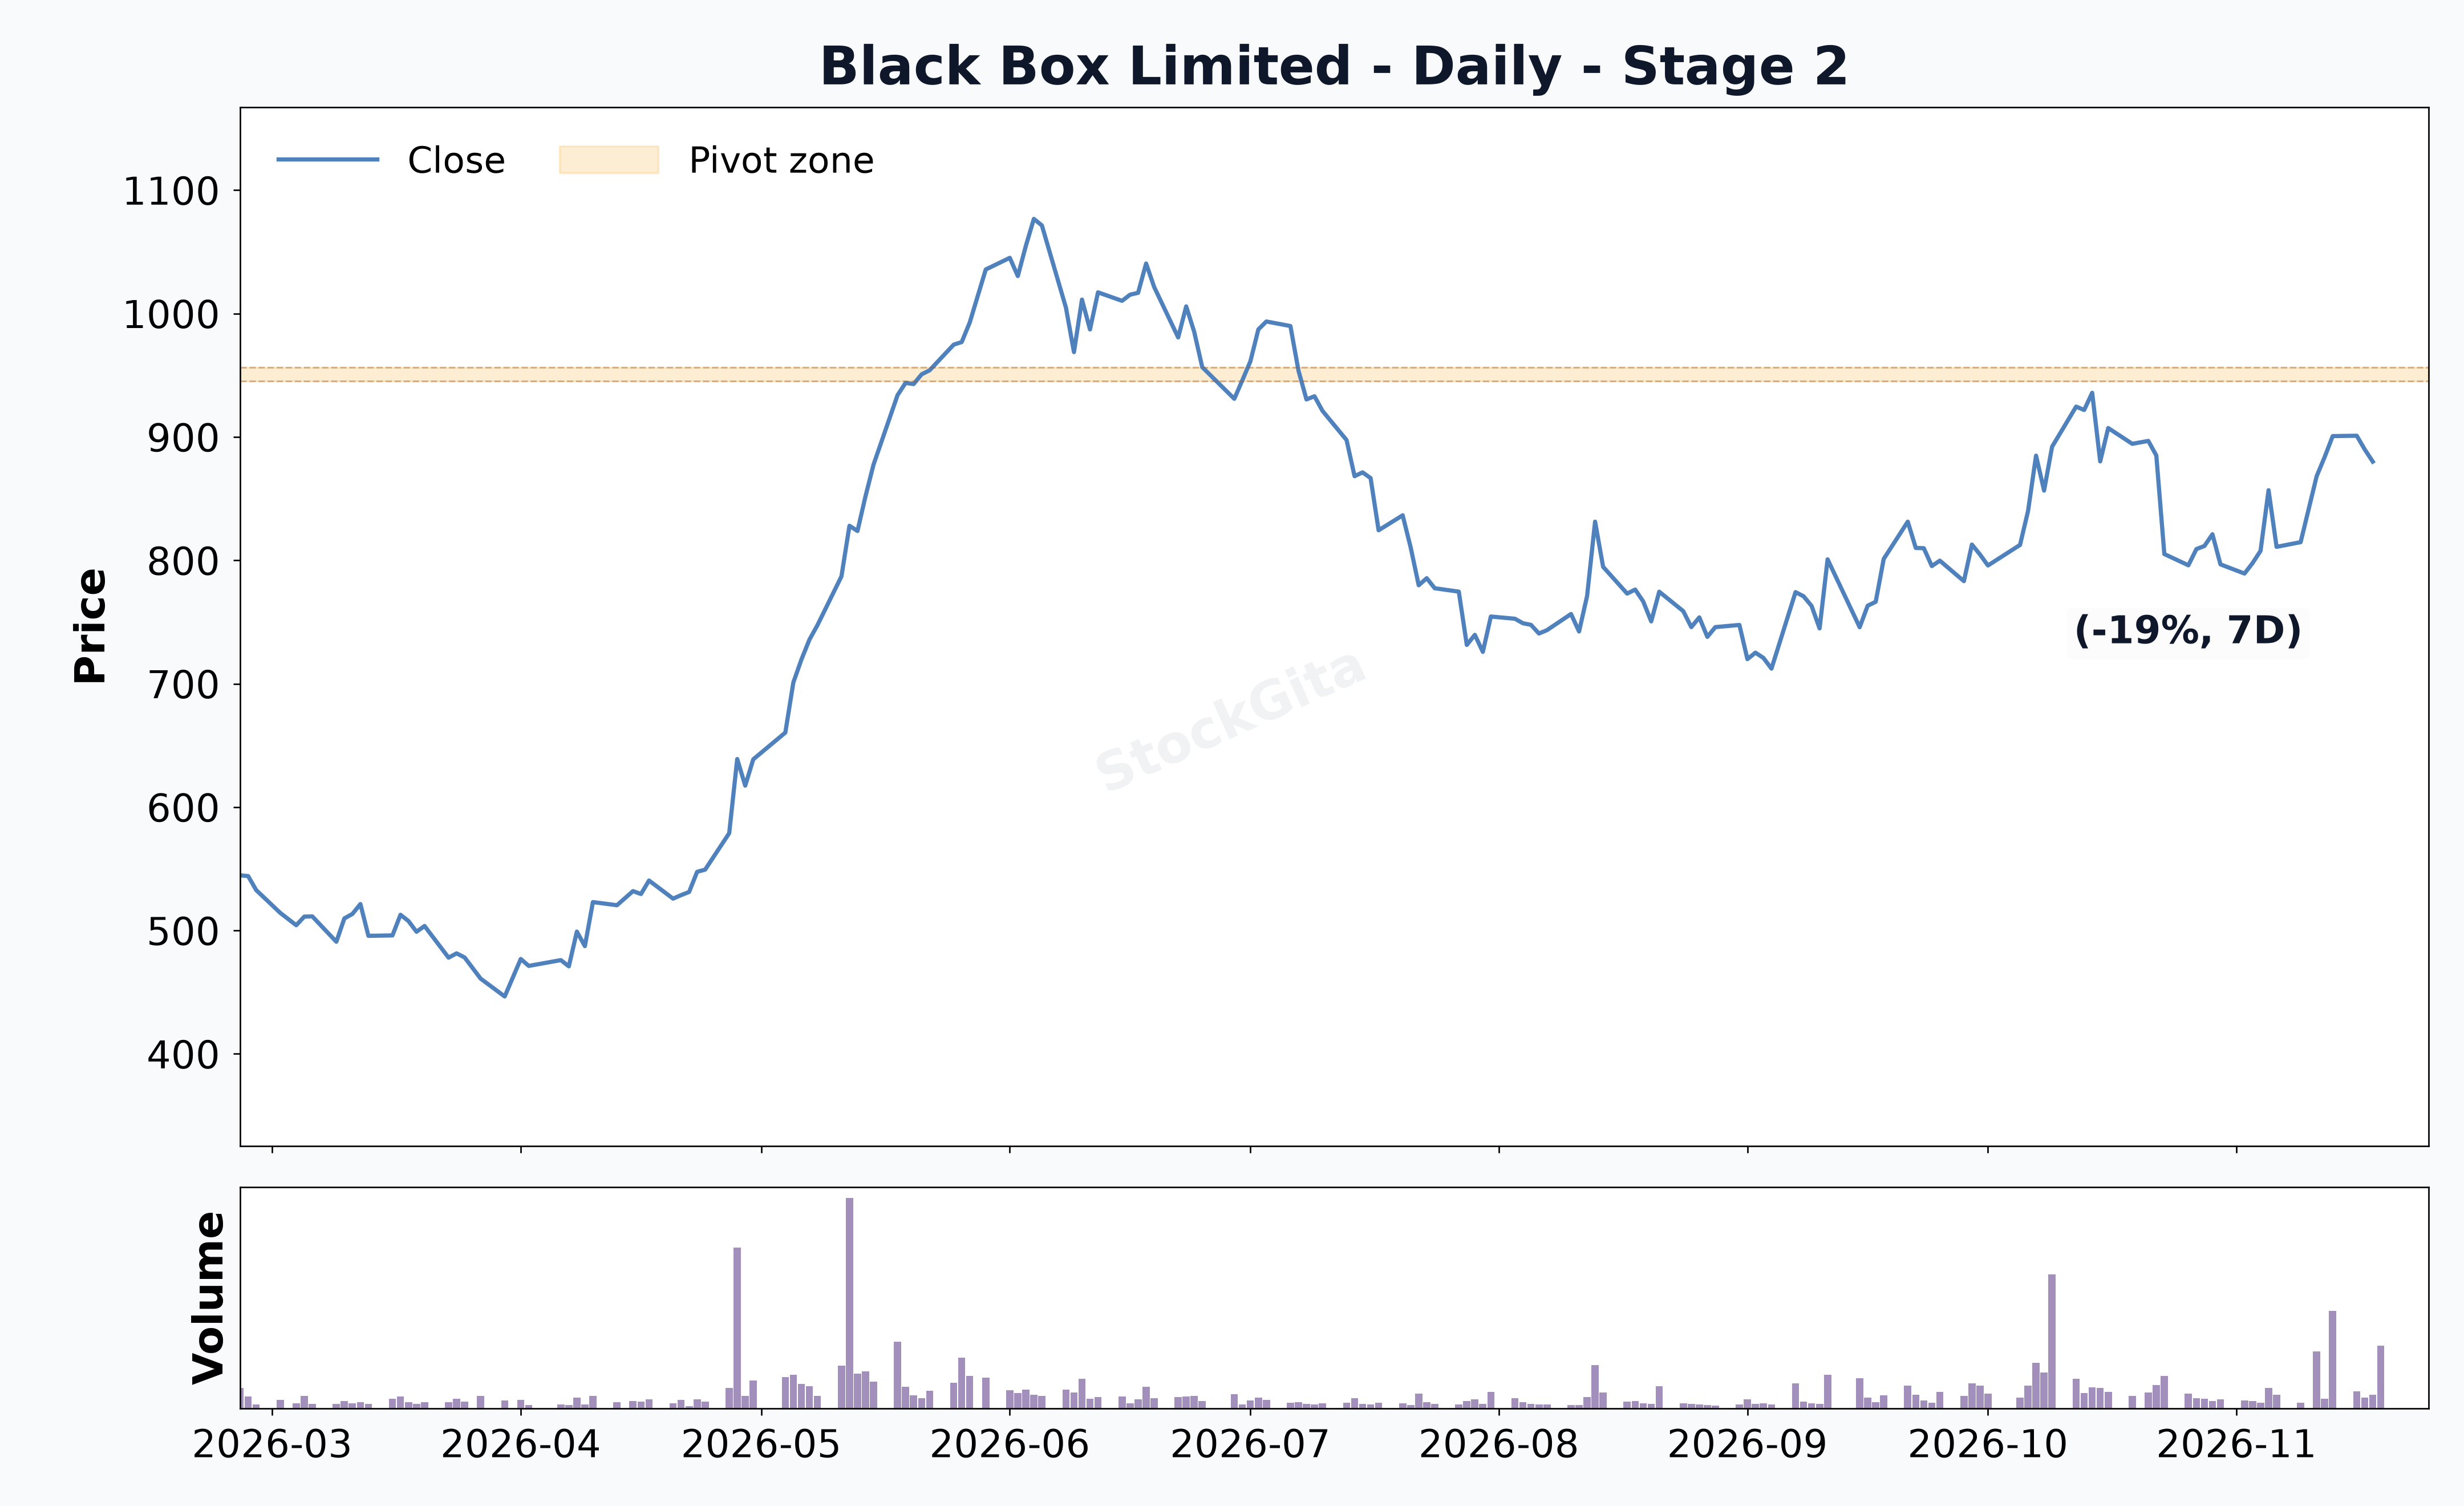 Black Box Limited - Daily - Stage 2
Close
Pivot zone
1100
1000
900
800
700
600
500
400
Price
(-19%, 7D)
StockGita
Volume
2026-03
2026-04
2026-05
2026-06
2026-07
2026-08
2026-09
2026-10
2026-11